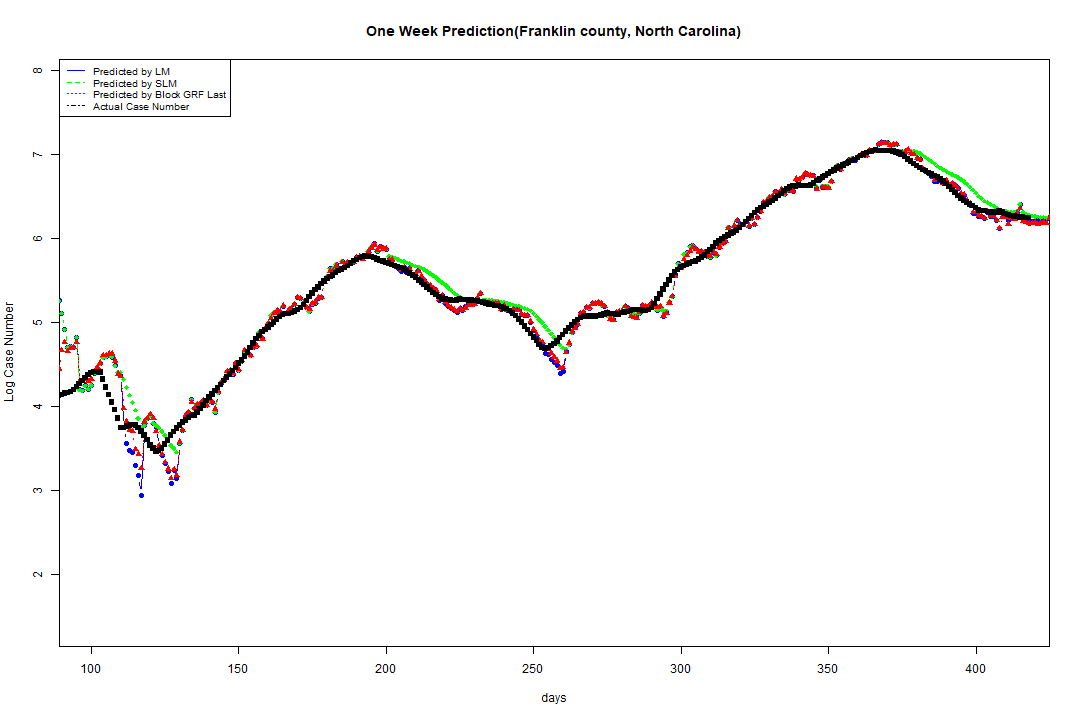 One Week Prediction(Franklin county, North Carolina)
Predicted by LM
Predicted by SLM
Predicted by Block GRF Last
Actual Case Number
8
7
6
5
4
3
2
Log Case Number
100 150 200 250 300 350 400
days